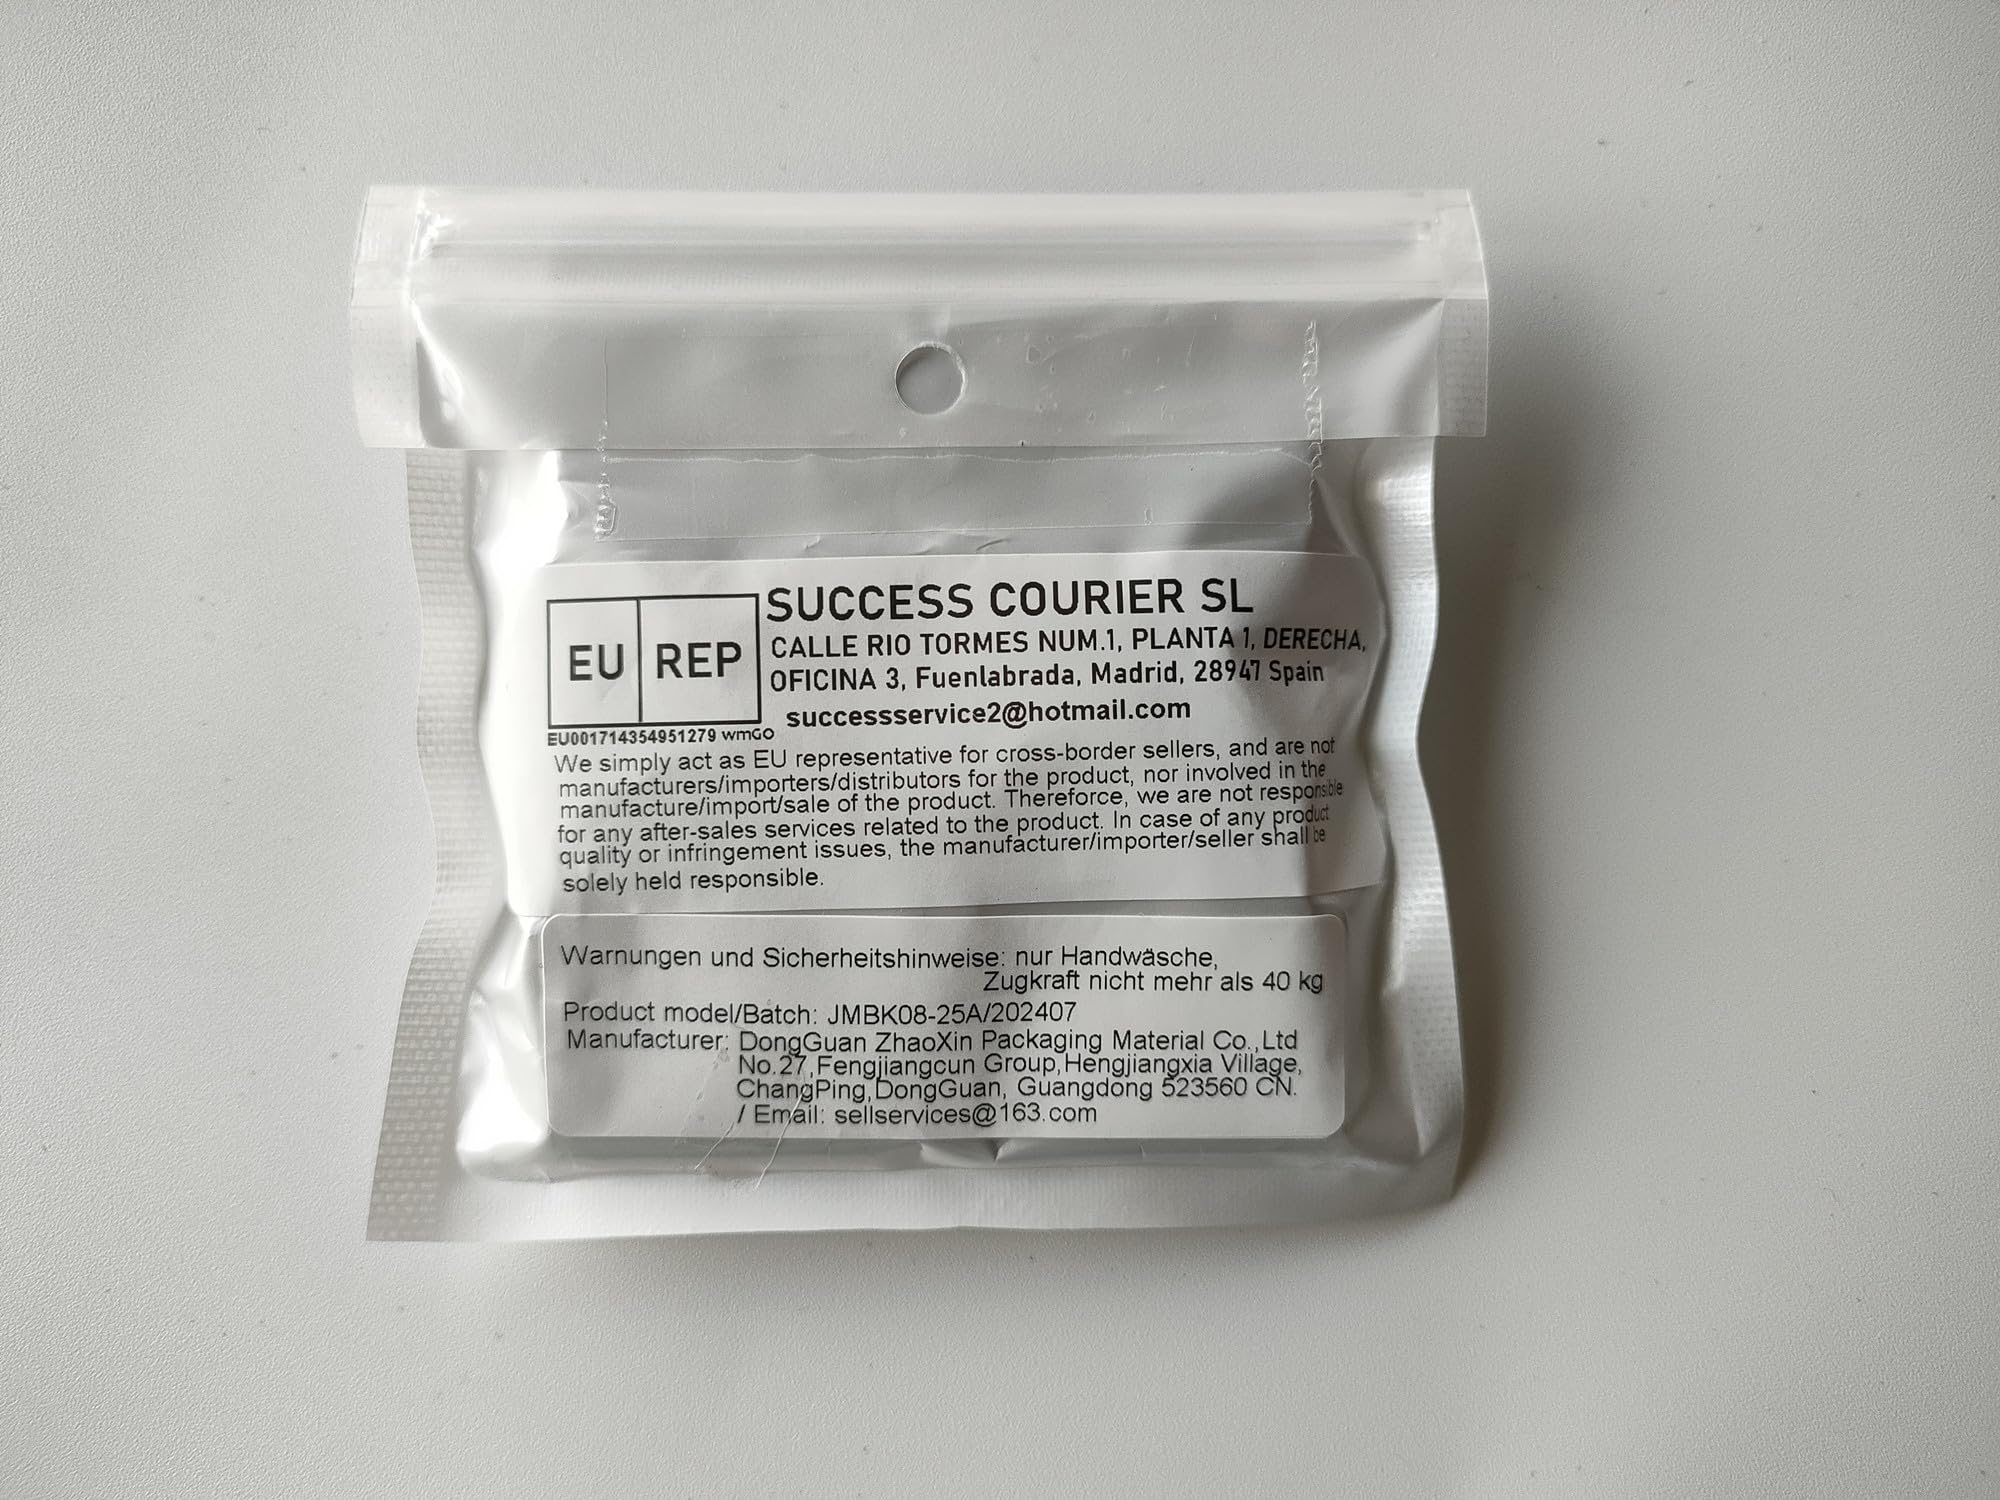 EU REP
SUCCESS COURIER SL
CALLE RIO TORMES NUM.1, PLANTA 1, DERECHA,
OFICINA 3, Fuenlabrada, Madrid, 28947 Spain
successservice2@hotmail.com
EU001714354951279 wmGO
We simply act as EU representative for cross-border sellers, and are not
manufacturers/importers/distributors for the product, nor involved in the
manufacture/import/sale of the product. Thereforce, we are not responsible
for any after-sales services related to the product. In case of any product
quality or infringement issues, the manufacturer/importer/seller shall be
solely held responsible.
Warnungen und Sicherheitshinweise: nur Handwäsche,
Zugkraft nicht mehr als 40 kg
Product model/Batch: JMBK08-25A/202407
Manufacturer: DongGuan ZhaoXin Packaging Material Co.,Ltd
No.27,Fengjiangcun Group,Hengjiangxia Village,
ChangPing,DongGuan, Guangdong 523560 CN.
/ Email: sellservices@163.com